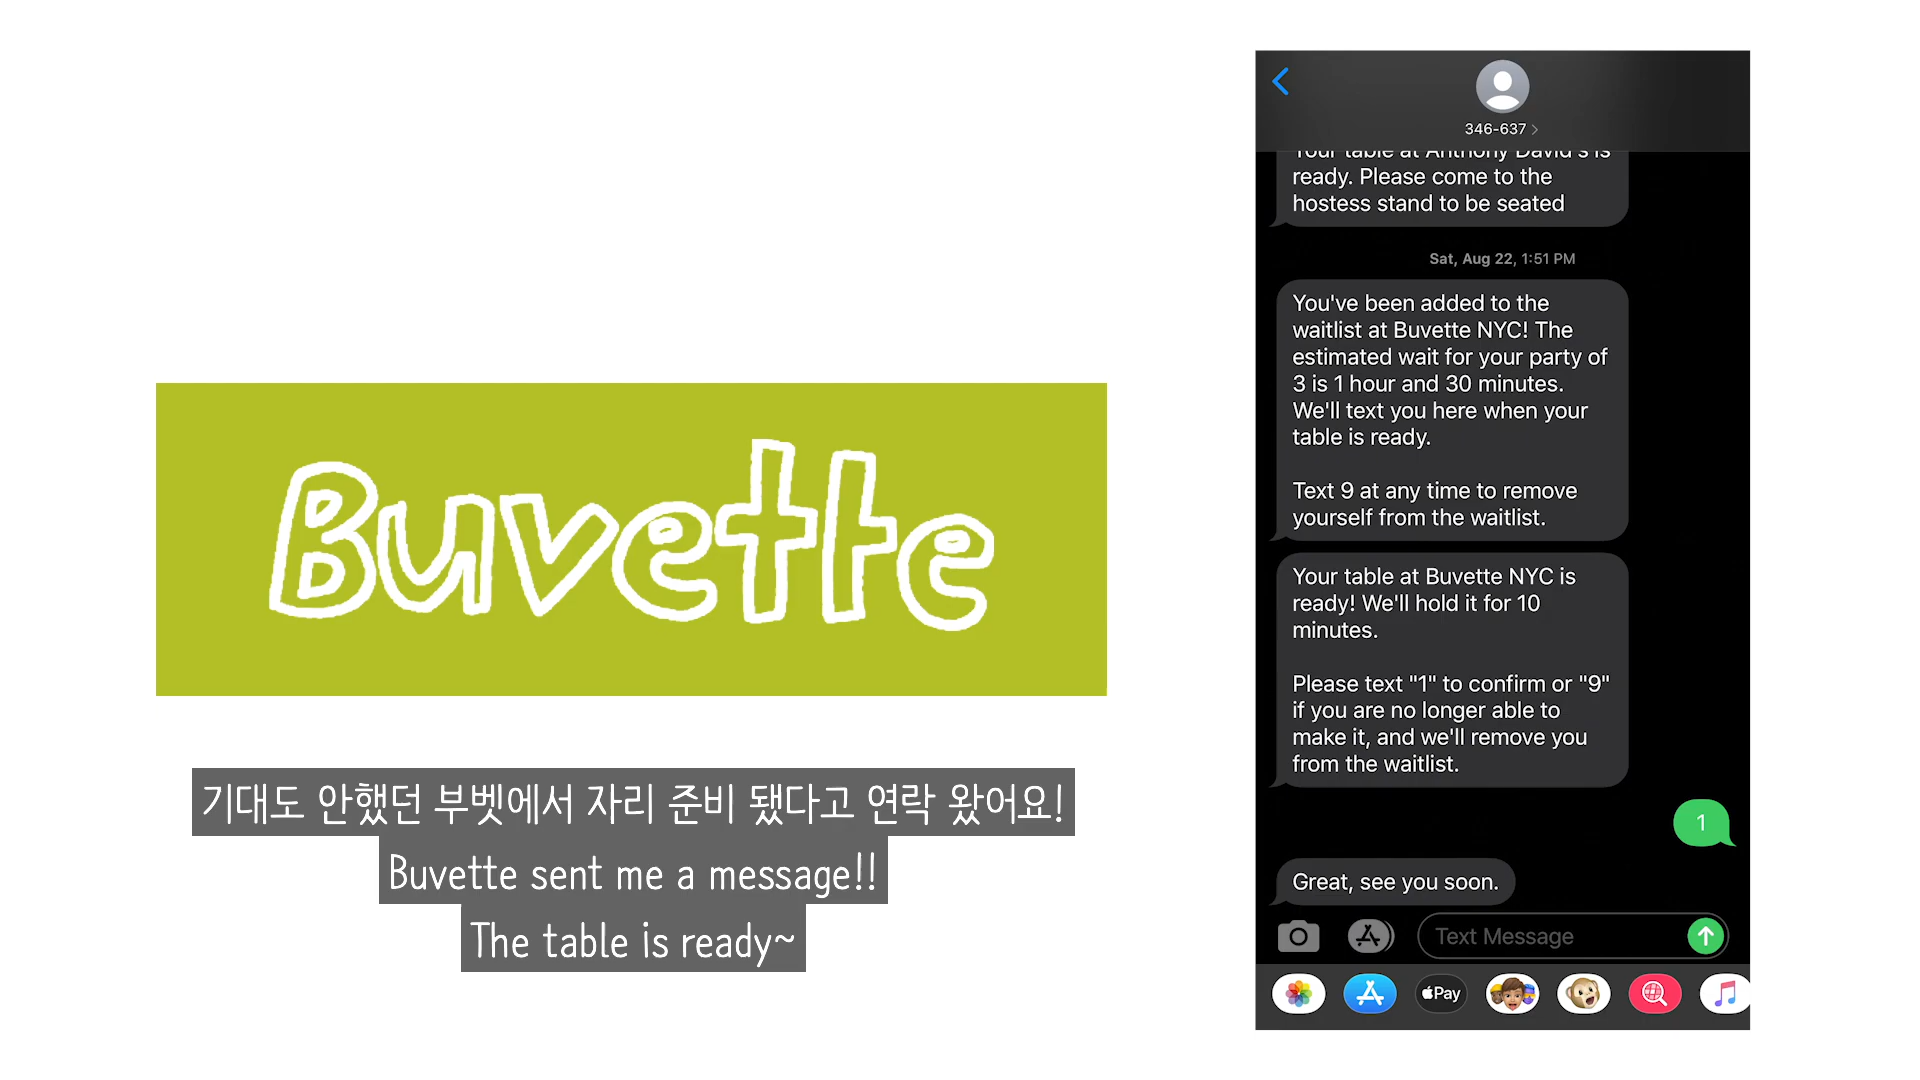 Buvette
기대도 안했던 부벳에서 자리 준비 됐다고 연락 왔어요!
Buvette sent me a message!!
The table is ready~
346-637
Your table at Anthony David's is
ready. Please come to the
hostess stand to be seated
Sat, Aug 22, 1:51 PM
You've been added to the
waitlist at Buvette NYC! The
estimated wait for your party of
3 is 1 hour and 30 minutes.
We'll text you here when your
table is ready.
Text 9 at any time to remove
yourself from the waitlist.
Your table at Buvette NYC is
ready! We'll hold it for 10
minutes.
Please text "1" to confirm or "9"
if you are no longer able to
make it, and we'll remove you
from the waitlist.
1
Great, see you soon.
Text Message
Pay